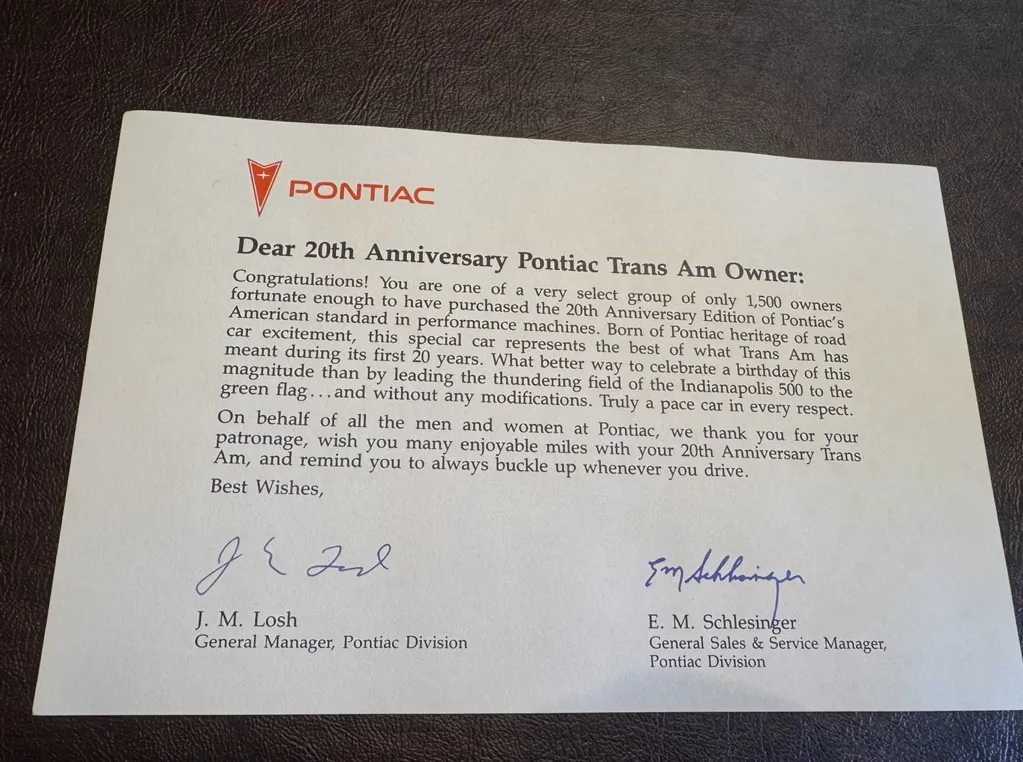 PONTIAC
Dear 20th Anniversary Pontiac Trans Am Owner:
Congratulations! You are one of a very select group of only 1,500 owners
fortunate enough to have purchased the 20th Anniversary Edition of Pontiac's
American standard in performance machines. Born of Pontiac heritage of road
car excitement, this special car represents the best of what Trans Am has
meant during its first 20 years. What better way to celebrate a birthday of this
magnitude than by leading the thundering field of the Indianapolis 500 to the
green flag...and without any modifications. Truly a pace car in every respect.
On behalf of all the men and women at Pontiac, we thank you for your
patronage, wish you many enjoyable miles with your 20th Anniversary Trans
Am, and remind you to always buckle up whenever you drive.
Best Wishes,
EM Schlesinger
J. M. Losh
General Manager, Pontiac Division
E. M. Schlesinger
General Sales & Service Manager,
Pontiac Division